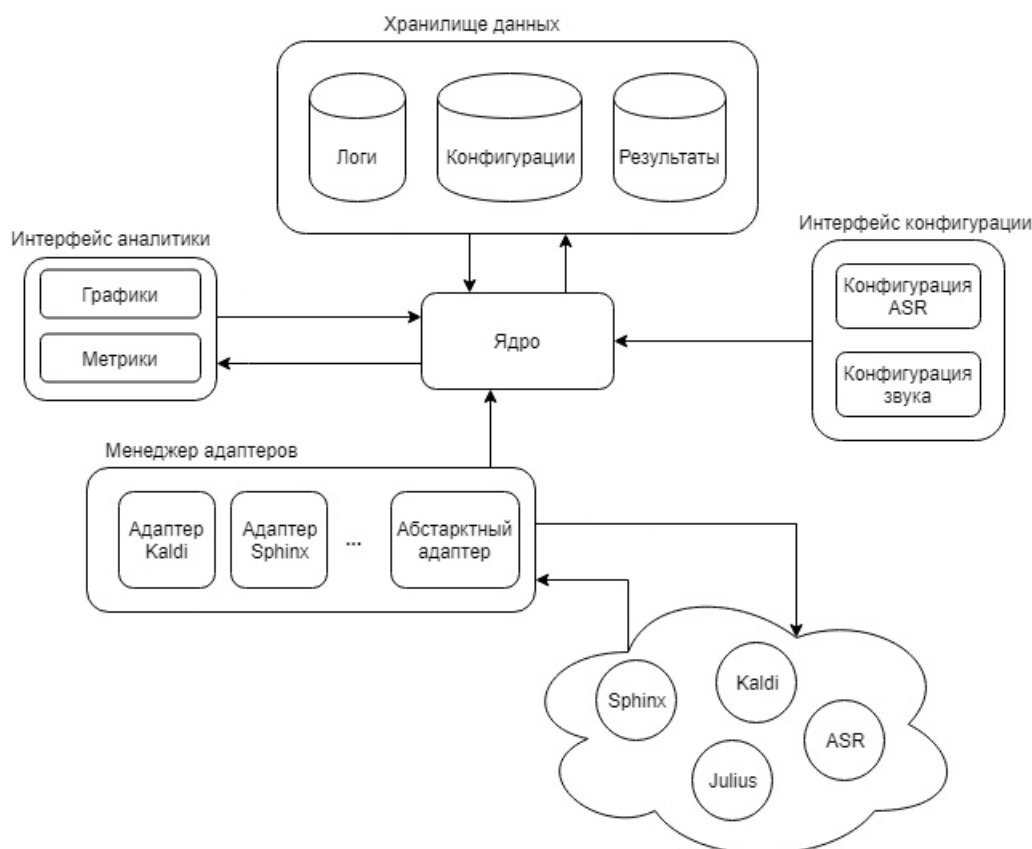 Хранилище данных
Логи
Конфигурации
Результаты
Интерфейс аналитики
Графики
Метрики
Ядро
Интерфейс конфигурации
Конфигурация
ASR
Конфигурация
звука
Менеджер адаптеров
Адаптер
Kaldi
Адаптер
Sphinx
...
Абстарктный
адаптер
Sphinx
Kaldi
ASR
Julius